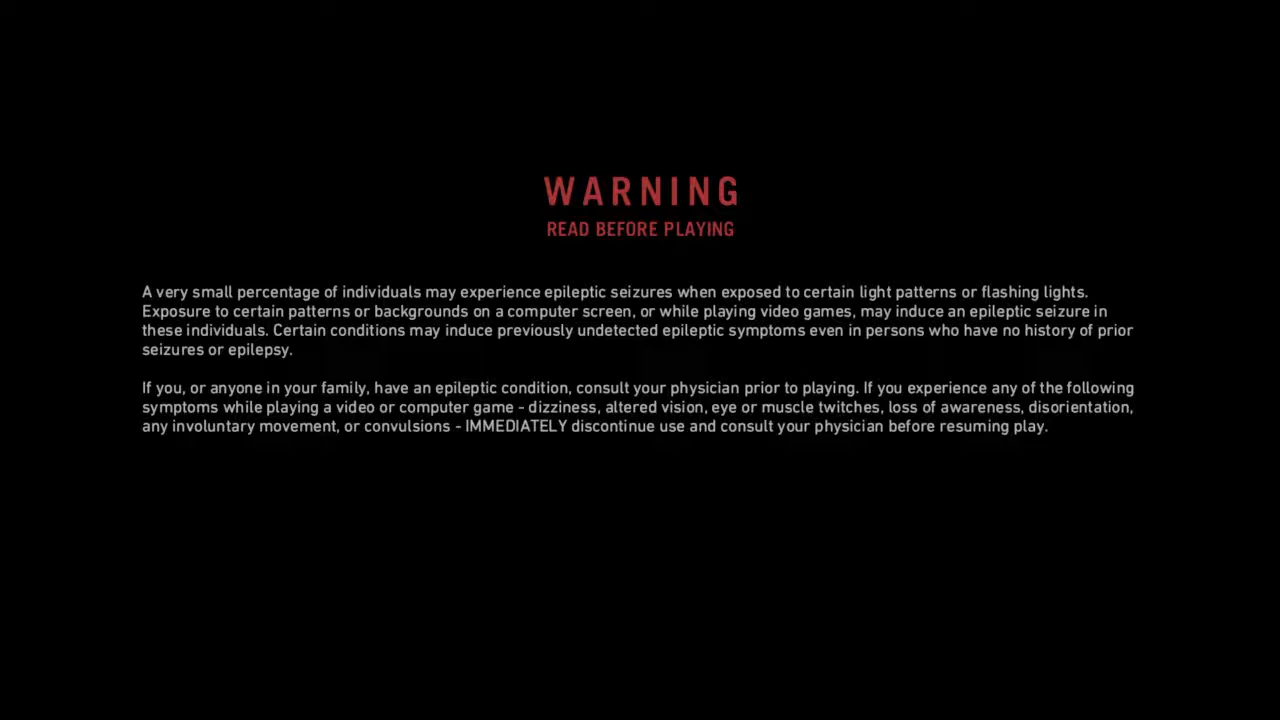 WARNING
READ BEFORE PLAYING
A very small percentage of individuals may experience epileptic seizures when exposed to certain light patterns or flashing lights.
Exposure to certain patterns or backgrounds on a computer screen, or while playing video games, may induce an epileptic seizure in
these individuals. Certain conditions may induce previously undetected epileptic symptoms even in persons who have no history of prior
seizures or epilepsy.
If you, or anyone in your family, have an epileptic condition, consult your physician prior to playing. If you experience any of the following
symptoms while playing a video or computer game - dizziness, altered vision, eye or muscle twitches, loss of awareness, disorientation,
any involuntary movement, or convulsions - IMMEDIATELY discontinue use and consult your physician before resuming play.